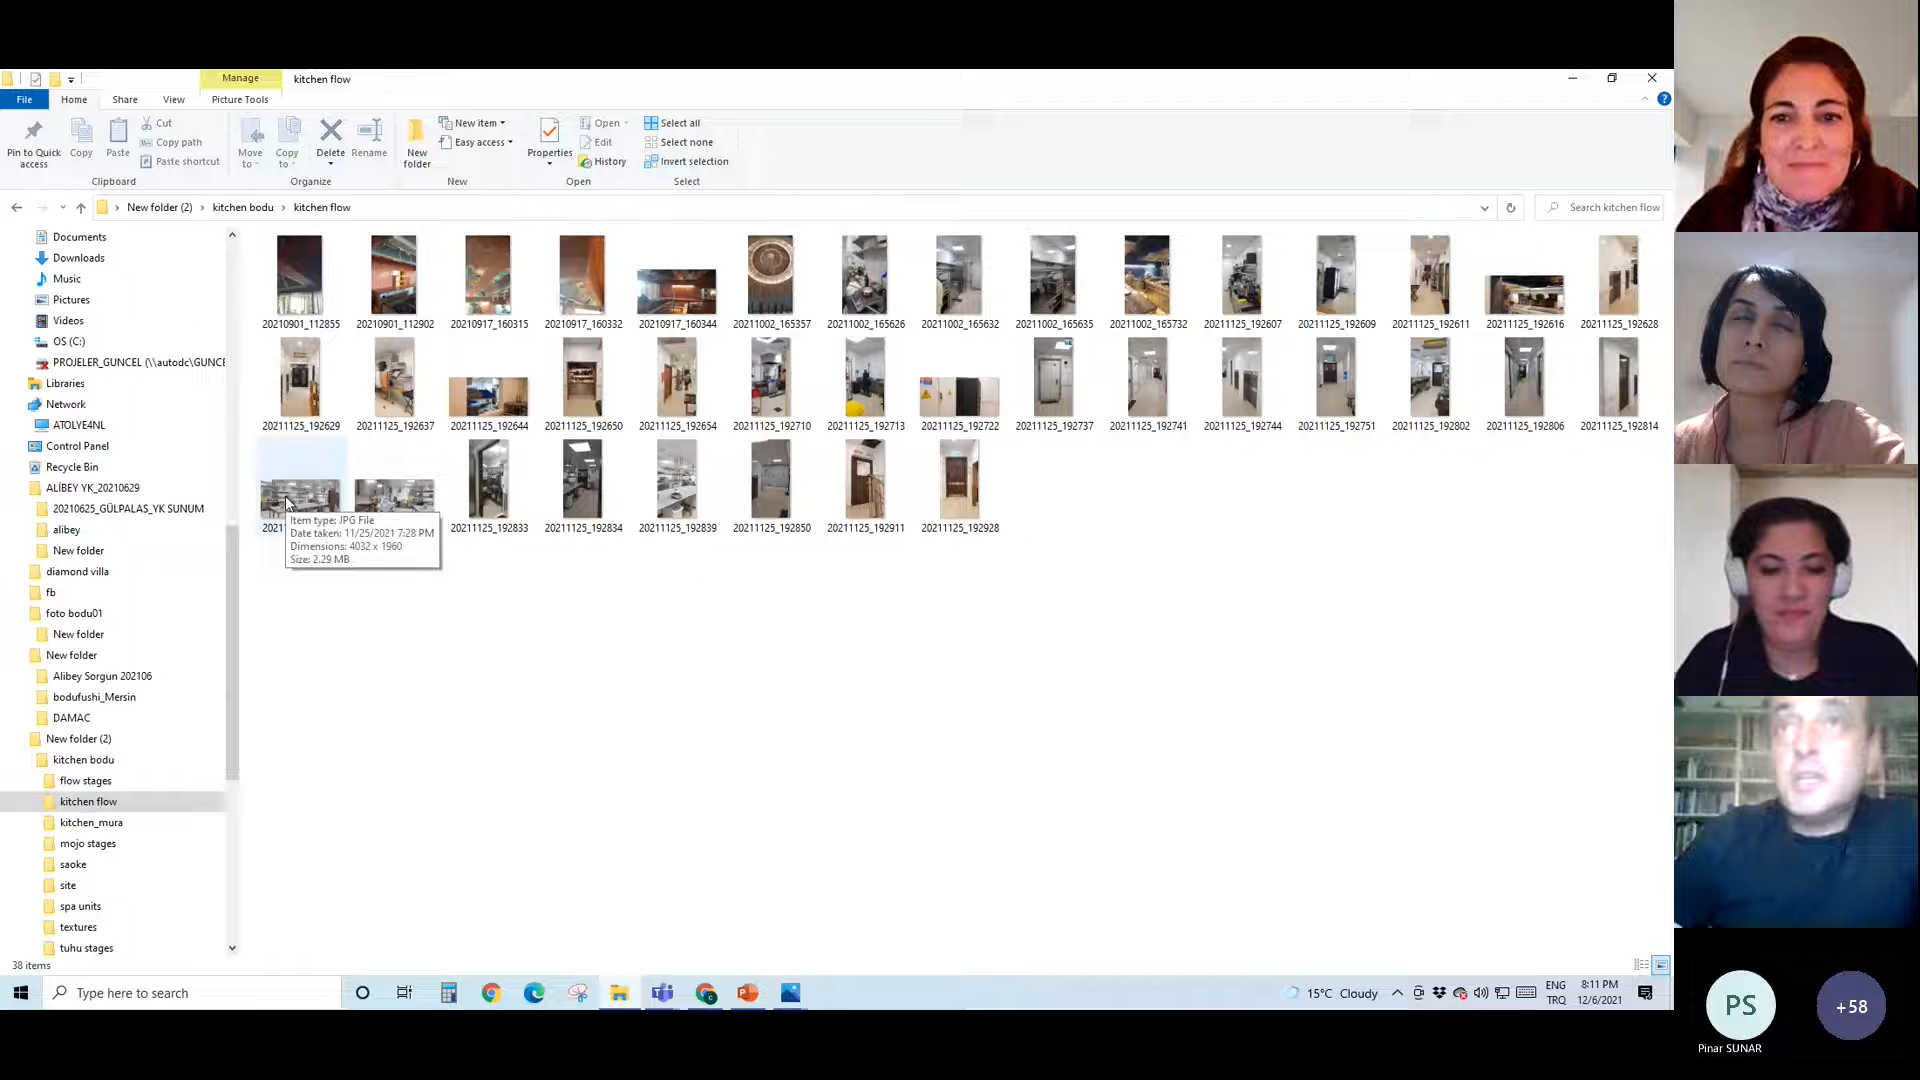 Manage
kitchen flow
File
Home
Share
View
Picture Tools
Pin to Quick access
Copy
Paste
Cut
Copy path
Paste shortcut
Clipboard
Move to
Copy to
Delete
Rename
Organize
New folder
New item
Easy access
New
Properties
Open
Edit
History
Open
Select all
Select none
Invert selection
Select
New folder (2) > kitchen bodu > kitchen flow
Search kitchen flow
Documents
Downloads
Music
Pictures
Videos
OS (C:)
PROJELER_GUNCEL (\\autodc\GUNCE
Libraries
Network
ATOLYE4NL
Control Panel
Recycle Bin
ALİBEY YK_20210629
20210625_GÜLPALAS_YK SUNUM
alibey
New folder
diamond villa
fb
foto bodu01
New folder
New folder
Alibey Sorgun 202106
bodufushi_Mersin
DAMAC
New folder (2)
kitchen bodu
flow stages
kitchen flow
kitchen_mura
mojo stages
saoke
site
spa units
textures
tuhu stages
20210901_112855 20210901_112902 20210917_160315 20210917_160332 20210917_160344 20211002_165357 20211002_165626 20211002_165632 20211002_165635 20211002_165732 20211125_192607 20211125_192609 20211125_192611 20211125_192616 20211125_192628
20211125_192629 20211125_192637 20211125_192644 20211125_192650 20211125_192654 20211125_192710 20211125_192713 20211125_192722 20211125_192737 20211125_192741 20211125_192744 20211125_192751 20211125_192802 20211125_192806 20211125_192814
2021 20211125_192833 20211125_192834 20211125_192839 20211125_192850 20211125_192911 20211125_192928
Item type: JPG File
Date taken: 11/25/2021 7:28 PM
Dimensions: 4032 x 1960
Size: 2.29 MB
38 items
Type here to search
15°C Cloudy
ENG
TRQ
8:11 PM
12/6/2021
PS
Pinar SUNAR
+58